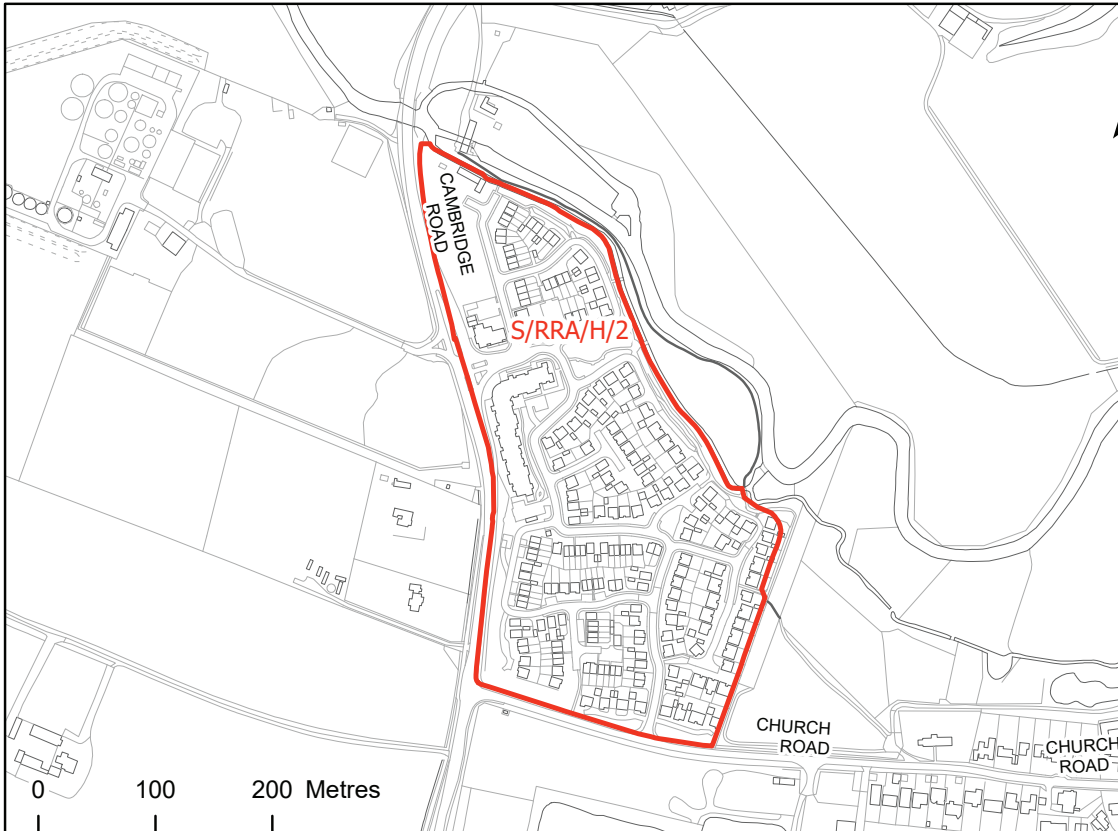 CAMBRIDGE
ROAD
S/RRA/H/2
CHURCH
ROAD
CHURCH
ROAD
0 100 200 Metres